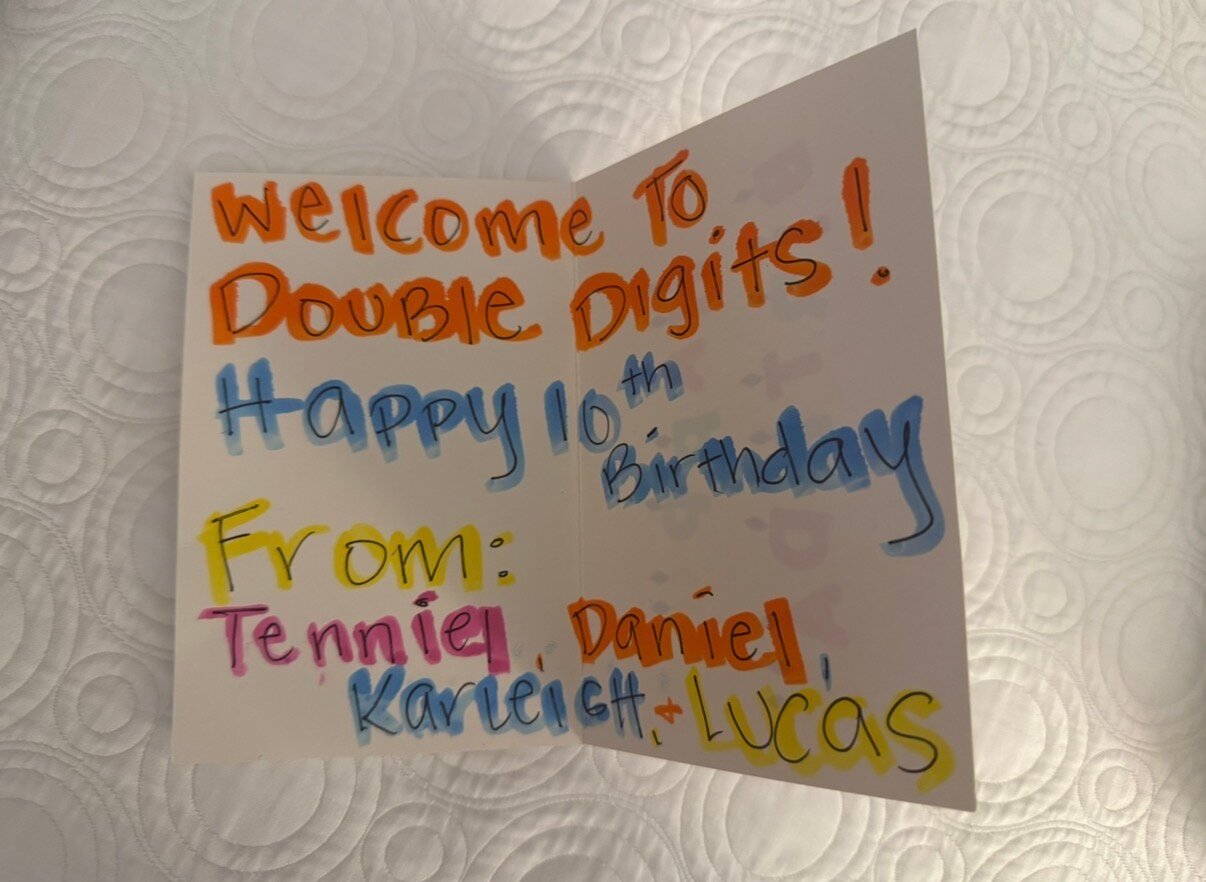 Welcome To
Double Digits!
Happy 10th
Birthday
From:
Tenniel, Daniel,
Karleigh, + Lucas